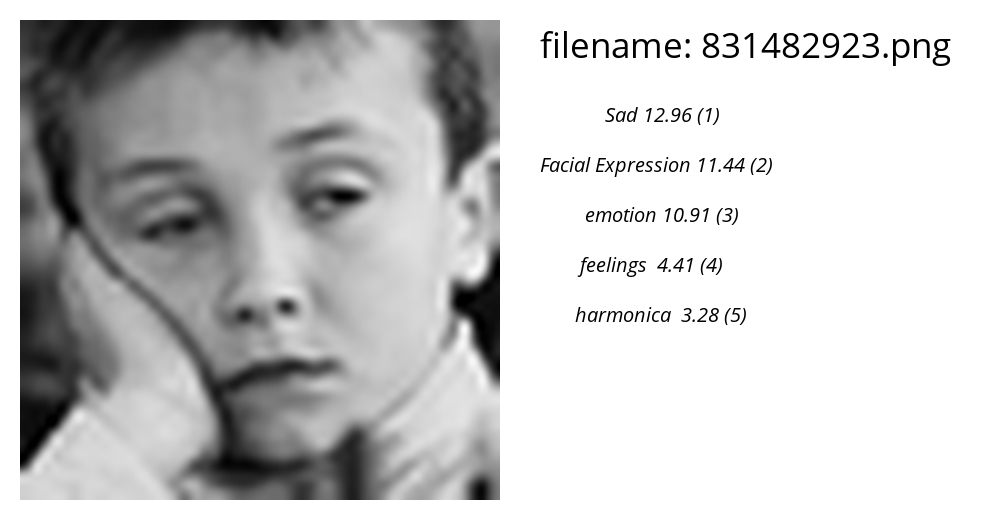 filename: 831482923.png
Sad 12.96 (1)
Facial Expression 11.44 (2)
emotion 10.91 (3)
feelings 4.41 (4)
harmonica 3.28 (5)